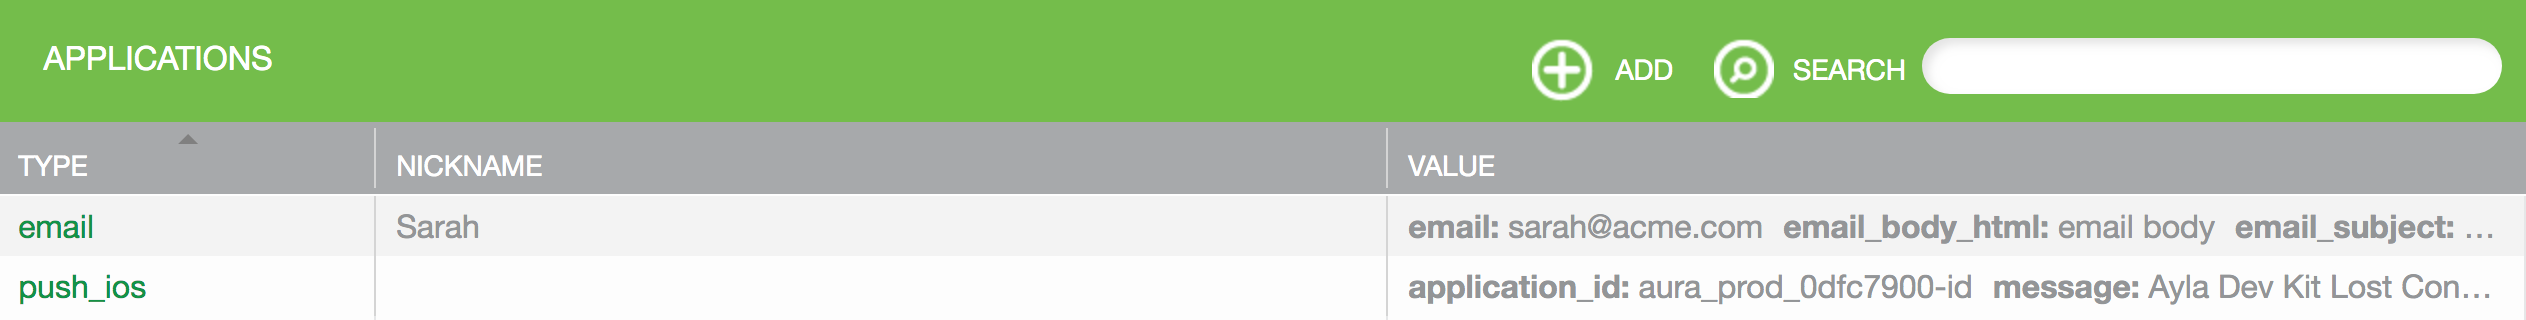 APPLICATIONS ADD SEARCH
TYPE NICKNAME VALUE
email Sarah email: sarah@acme.com email_body_html: email body email_subject: ...
push_ios application_id: aura_prod_0dfc7900-id message: Ayla Dev Kit Lost Con...